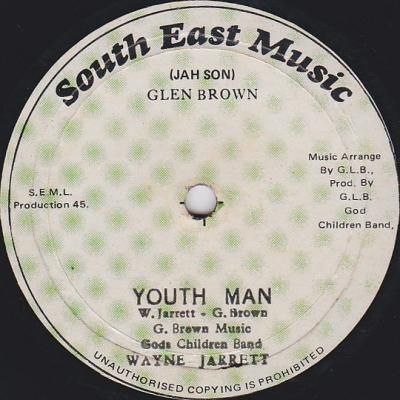 South East Music
(JAH SON)
GLEN BROWN
Music Arrange
By G.L.B.,
Prod. By
G.L.B.
God
Children Band,
S.E.M.L.
Production 45.
YOUTH MAN
W. Jarrett - G. Brown
G. Brown Music
Gods Children Band
WAYNE JARRETT
UNAUTHORISED COPYING IS PROHIBITED